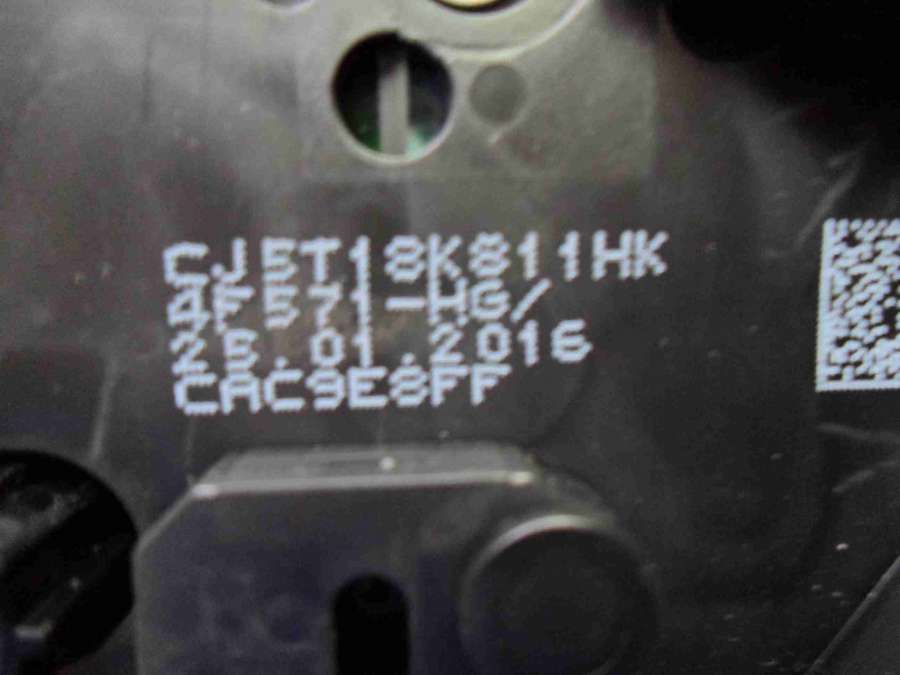 CJ5T18K811HK
4F571-HG/
25.01.2016
CAC9E8FF